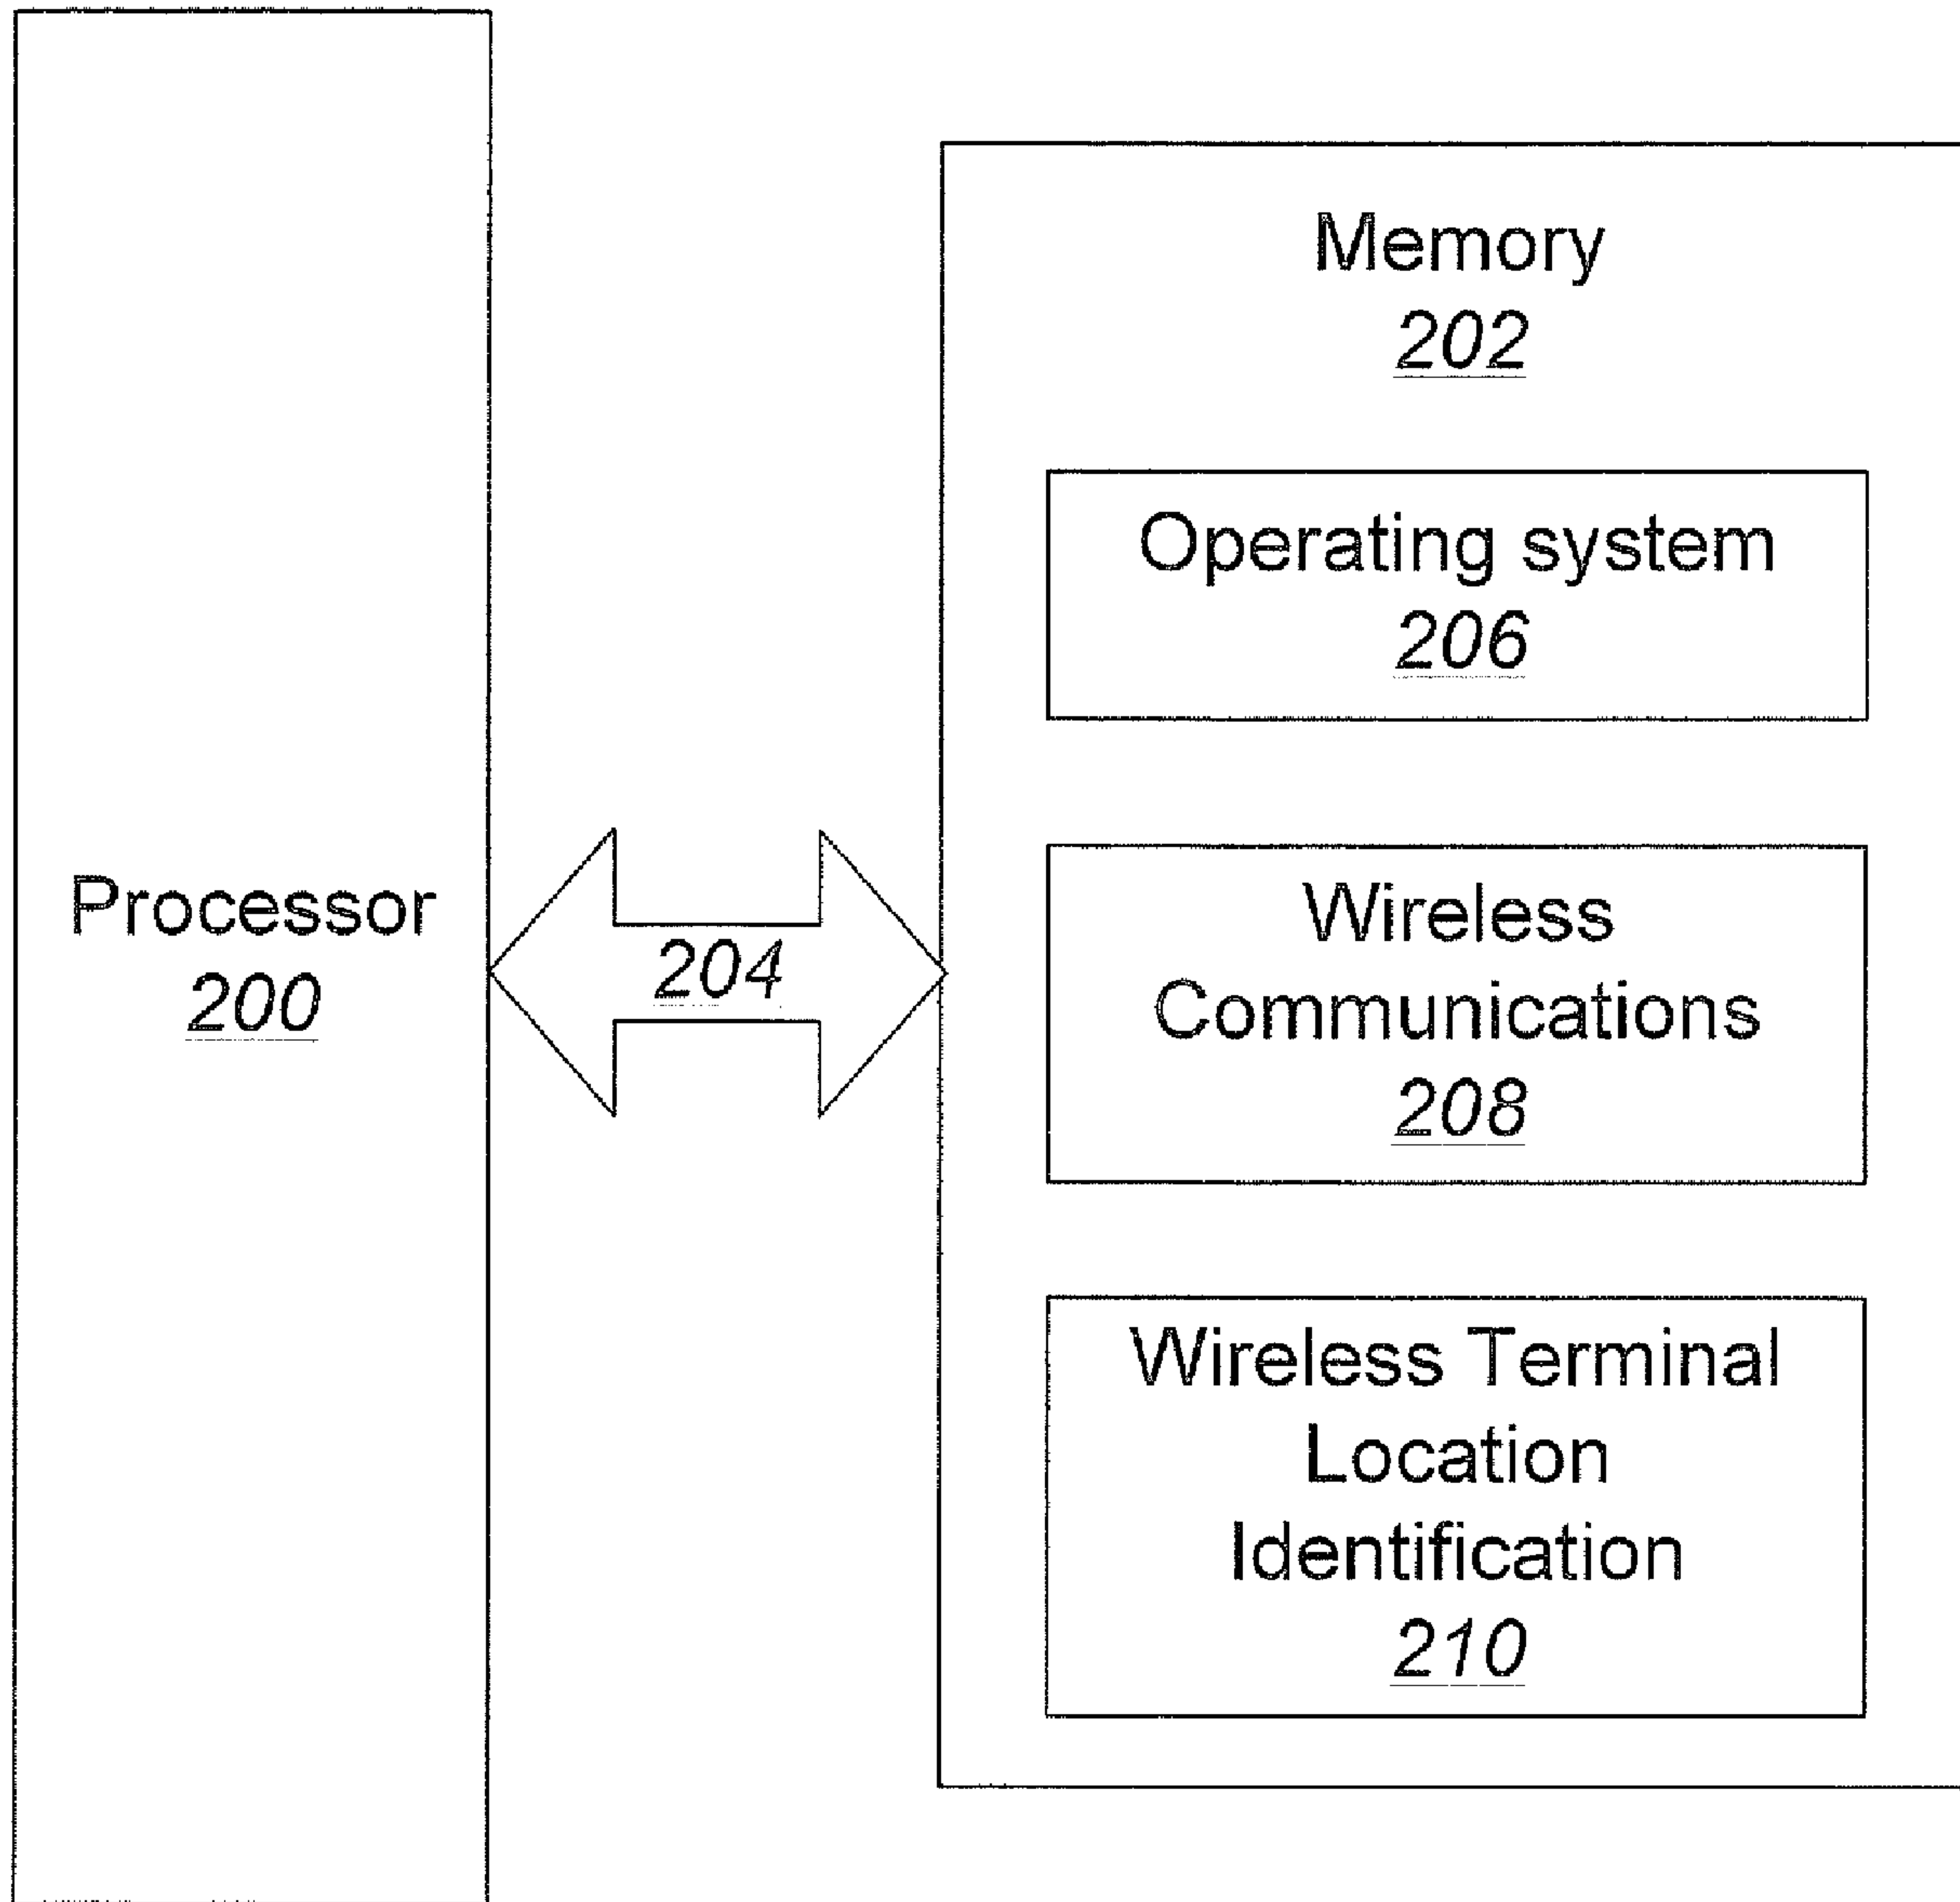 Processor
200
204
Memory
202
Operating system
206
Wireless
Communications
208
Wireless Terminal
Location
Identification
210